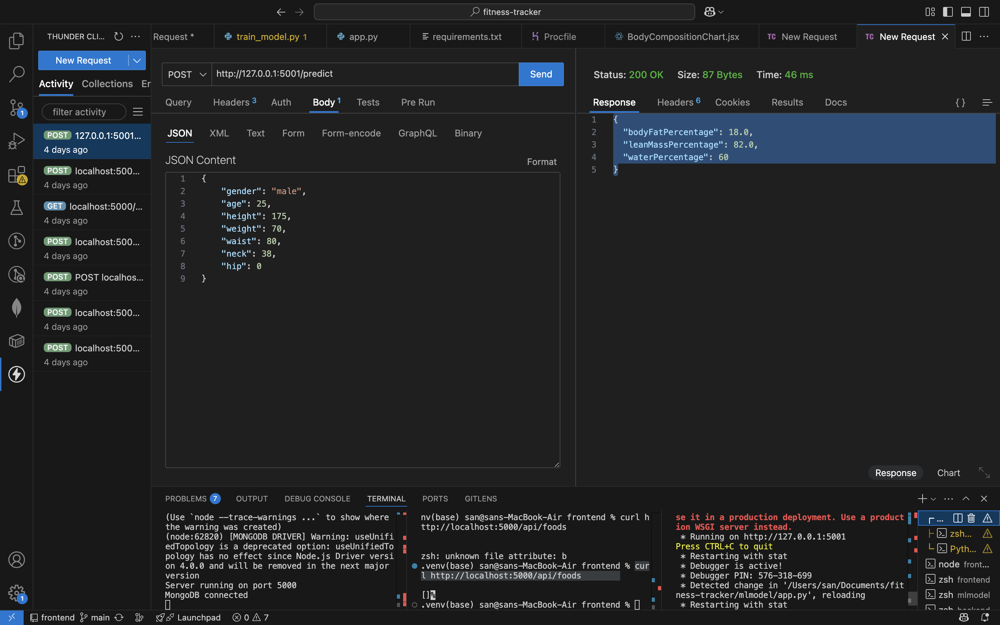 fitness-tracker
THUNDER CLI...
Request *
train_model.py 1
app.py
requirements.txt
Procfile
BodyCompositionChart.jsx
TC New Request
TC New Request
New Request
Activity
Collections
Er
filter activity
POST 127.0.0.1:5001...
4 days ago
POST localhost:500...
4 days ago
GET localhost:5000/...
4 days ago
POST localhost:500...
4 days ago
POST POST localhos...
4 days ago
POST localhost:500...
4 days ago
POST localhost:500...
4 days ago
POST
http://127.0.0.1:5001/predict
Send
Query
Headers 3
Auth
Body 1
Tests
Pre Run
JSON
XML
Text
Form
Form-encode
GraphQL
Binary
JSON Content
Format
1 {
2 "gender": "male",
3 "age": 25,
4 "height": 175,
5 "weight": 70,
6 "waist": 80,
7 "neck": 38,
8 "hip": 0
9 }
Status: 200 OK
Size: 87 Bytes
Time: 46 ms
Response
Headers 6
Cookies
Results
Docs
{ }
1 {
2 "bodyFatPercentage": 18.0,
3 "leanMassPercentage": 82.0,
4 "waterPercentage": 60
5 }
Response
Chart
PROBLEMS 7
OUTPUT
DEBUG CONSOLE
TERMINAL
PORTS
GITLENS
(Use `node --trace-warnings ...` to show where
the warning was created)
(node:62820) [MONGODB DRIVER] Warning: useUnifi
edTopology is a deprecated option: useUnifiedTo
pology has no effect since Node.js Driver versi
on 4.0.0 and will be removed in the next major
version
Server running on port 5000
MongoDB connected
nv(base) san@sans-MacBook-Air frontend % curl h
ttp://localhost:5000/api/foods
zsh: unknown file attribute: b
.venv(base) san@sans-MacBook-Air frontend % cur
l http://localhost:5000/api/foods
[]%
.venv(base) san@sans-MacBook-Air frontend %
se it in a production deployment. Use a product
ion WSGI server instead.
* Running on http://127.0.0.1:5001
Press CTRL+C to quit
* Restarting with stat
* Debugger is active!
* Debugger PIN: 576-318-699
* Detected change in '/Users/san/Documents/fit
ness-tracker/mlmodel/app.py', reloading
* Restarting with stat
...
zsh...
Pyth...
node front...
zsh frontend
zsh mlmodel
zsh backend
1
1
frontend
main
Launchpad
0
7